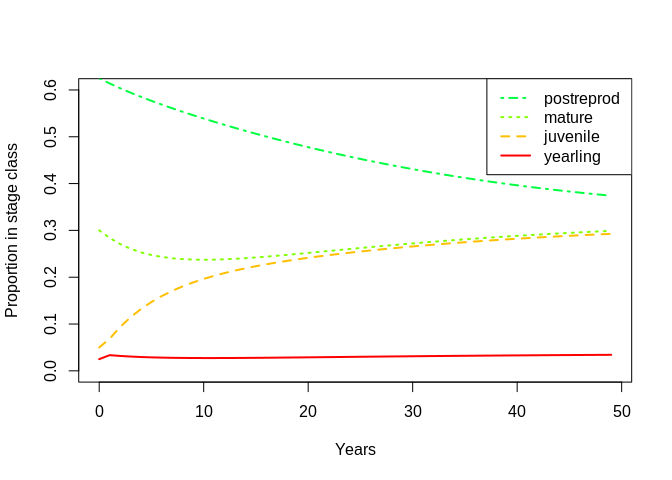 postreprod
mature
juvenile
yearling
Proportion in stage class
0.6
0.5
0.4
0.3
0.2
0.1
0.0
0 10 20 30 40 50
Years